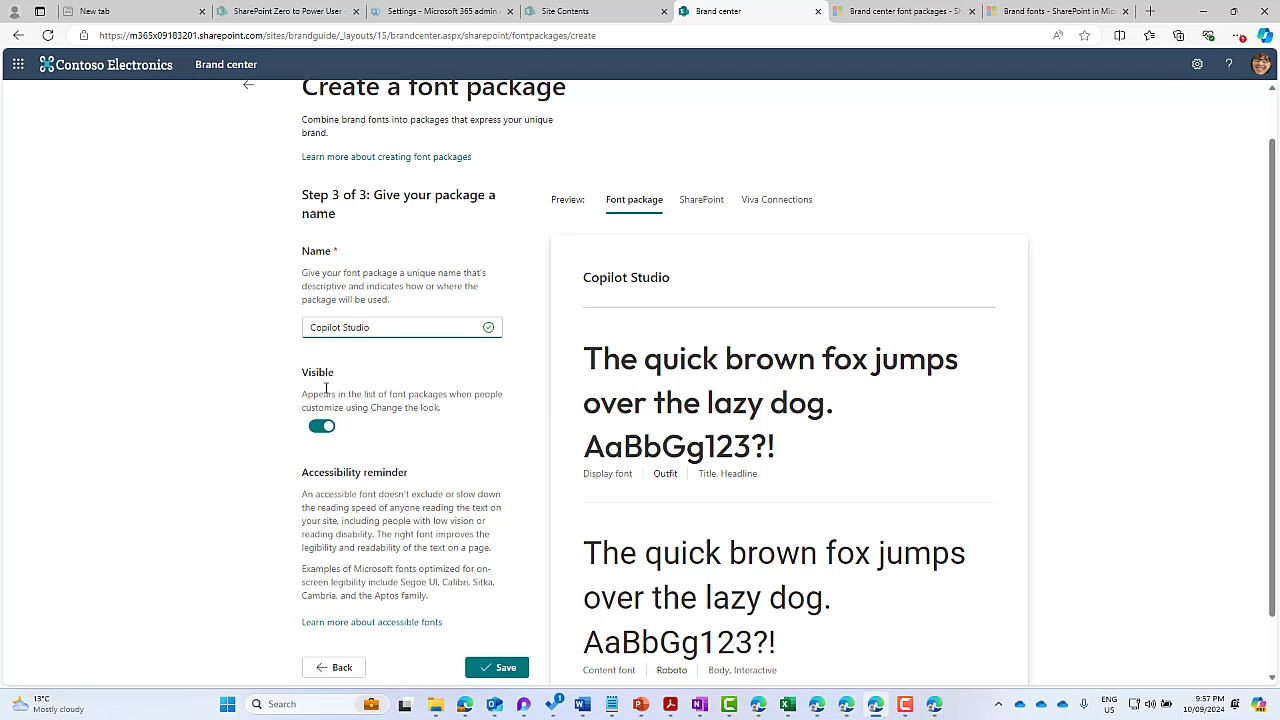 New tab
SharePoint Zero to Power User -
Settings - Microsoft 365 admin
Site Contents
Brand center
Brand center font packages - Sh
Brand fonts - SharePoint in Mi
https://m365x09183201.sharepoint.com/sites/brandguide/_layouts/15/brandcenter.aspx/sharepoint/fontpackages/create
Contoso Electronics
Brand center
Create a font package
Combine brand fonts into packages that express your unique
brand.
Learn more about creating font packages
Step 3 of 3: Give your package a
name
Name *
Give your font package a unique name that's
descriptive and indicates how or where the
package will be used.
Copilot Studio
Visible
Appears in the list of font packages when people
customize using Change the look.
Accessibility reminder
An accessible font doesn't exclude or slow down
the reading speed of anyone reading the text on
your site, including people with low vision or
reading disability. The right font improves the
legibility and readability of the text on a page.
Examples of Microsoft fonts optimized for on-
screen legibility include Segoe UI, Calibri, Sitka,
Cambria, and the Aptos family.
Learn more about accessible fonts
Back
Save
Preview:
Font package
SharePoint
Viva Connections
Copilot Studio
The quick brown fox jumps
over the lazy dog.
AaBbGg123?!
Display font
Outfit
Title, Headline
The quick brown fox jumps
over the lazy dog.
AaBbGg123?!
Content font
Roboto
Body, Interactive
13°C
Mostly cloudy
Search
1
ENG
US
9:57 PM
10/09/2024